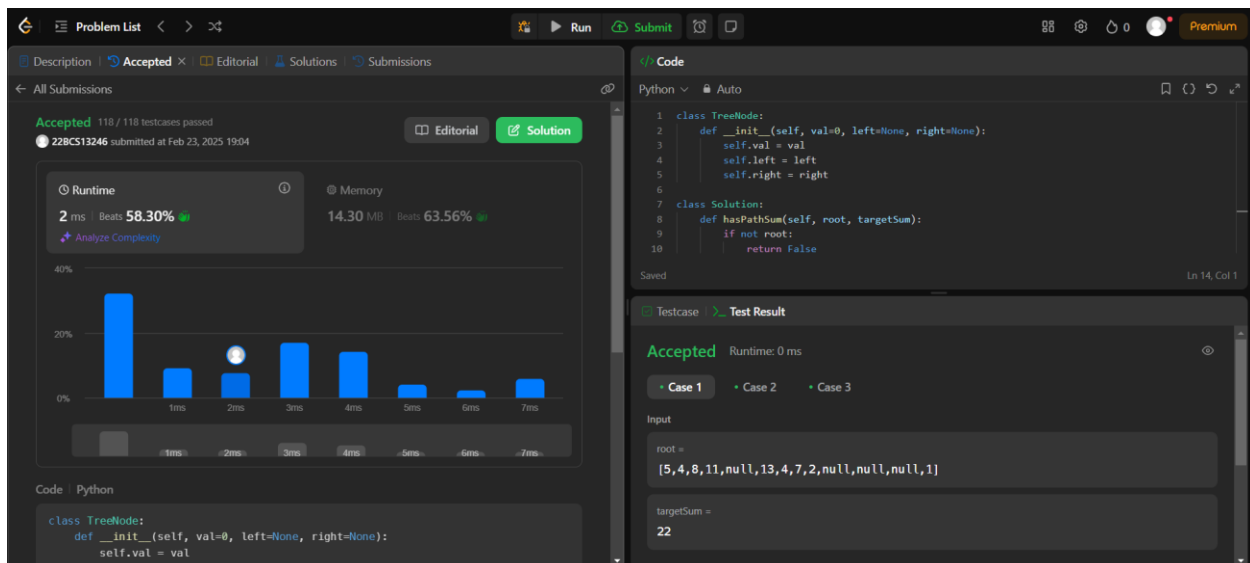 Problem List
Run
Submit
0
Premium
Description
Accepted
Editorial
Solutions
Submissions
All Submissions
Accepted 118 / 118 testcases passed
22BCS13246 submitted at Feb 23, 2025 19:04
Editorial
Solution
Runtime
2 ms | Beats 58.30%
Analyze Complexity
Memory
14.30 MB | Beats 63.56%
40%
20%
0%
1ms 2ms 3ms 4ms 5ms 6ms 7ms
1ms 2ms 3ms 4ms 5ms 6ms 7ms
Code | Python
class TreeNode:
    def __init__(self, val=0, left=None, right=None):
        self.val = val
</> Code
Python
Auto
1 class TreeNode:
2     def __init__(self, val=0, left=None, right=None):
3         self.val = val
4         self.left = left
5         self.right = right
6
7 class Solution:
8     def hasPathSum(self, root, targetSum):
9         if not root:
10             return False
Saved
Ln 14, Col 1
Testcase
>_ Test Result
Accepted Runtime: 0 ms
• Case 1 • Case 2 • Case 3
Input
root =
[5,4,8,11,null,13,4,7,2,null,null,null,1]
targetSum =
22